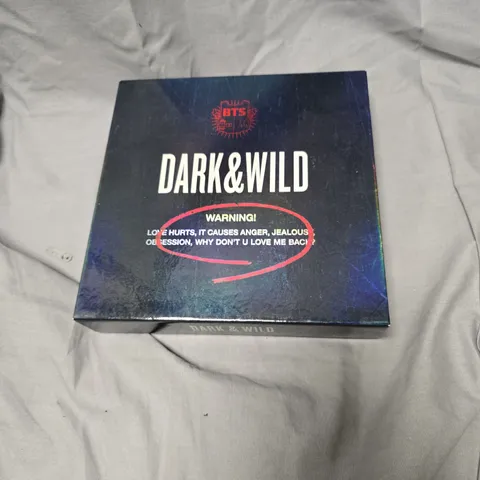 BTS
DARK&WILD
WARNING!
LOVE HURTS, IT CAUSES ANGER, JEALOUSY,
OBSESSION, WHY DON'T U LOVE ME BACK?
DARK & WILD